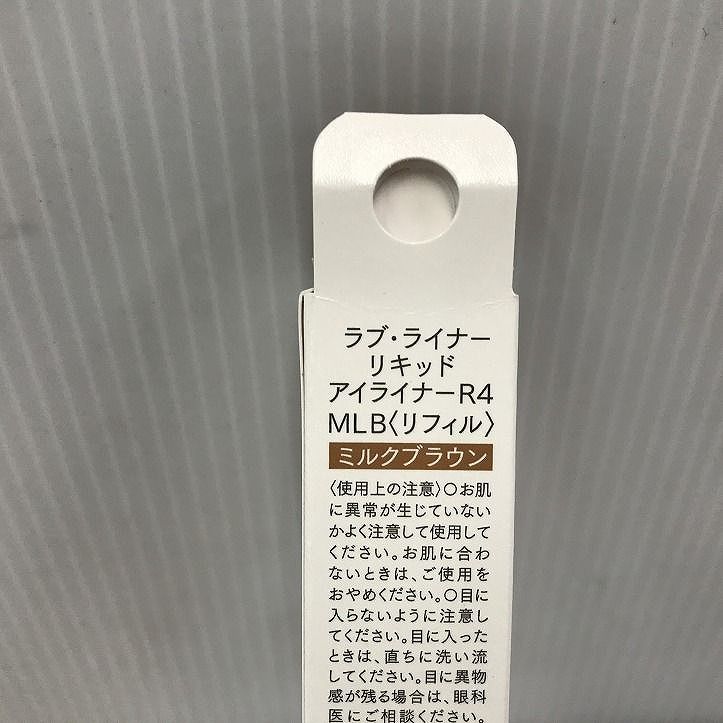 ラブ・ライナー
リキッド
アイライナーR4
MLB〈リフィル〉
ミルクブラウン
〈使用上の注意〉○お肌
に異常が生じていない
かよく注意して使用して
ください。お肌に合わ
ないときは、ご使用を
おやめください。○目に
入らないように注意し
てください。目に入った
ときは、直ちに洗い流
してください。目に異物
感が残る場合は、眼科
医にご相談ください。